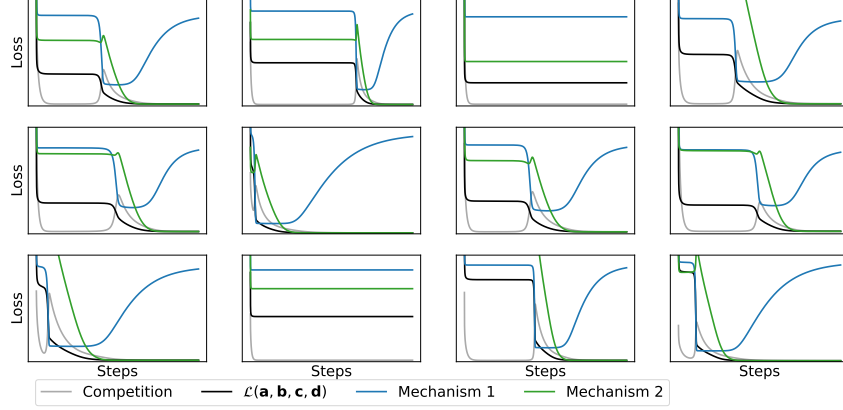 Loss
Loss
Loss
Steps Steps Steps Steps
Competition L(a, b, c, d) Mechanism 1 Mechanism 2